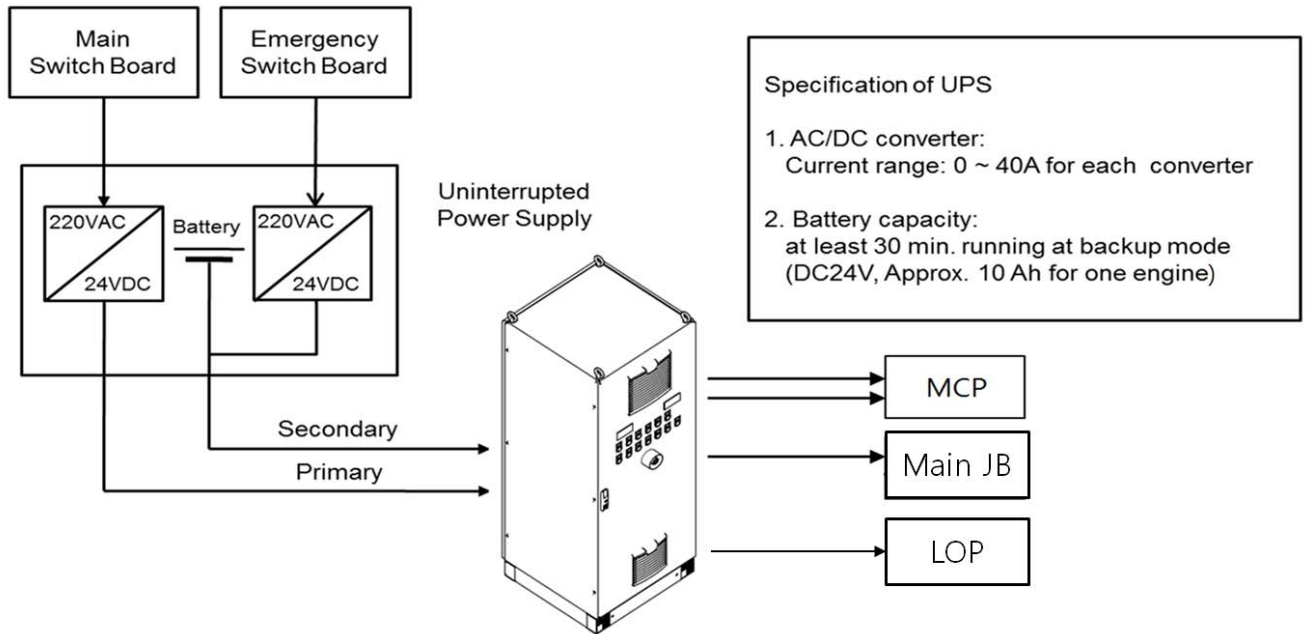 Main
Switch Board
Emergency
Switch Board
220VAC
24VDC
Battery
220VAC
24VDC
Secondary
Primary
Uninterrupted
Power Supply
Specification of UPS
1. AC/DC converter:
Current range: 0 ~ 40A for each converter
2. Battery capacity:
at least 30 min. running at backup mode
(DC24V, Approx. 10 Ah for one engine)
MCP
Main JB
LOP